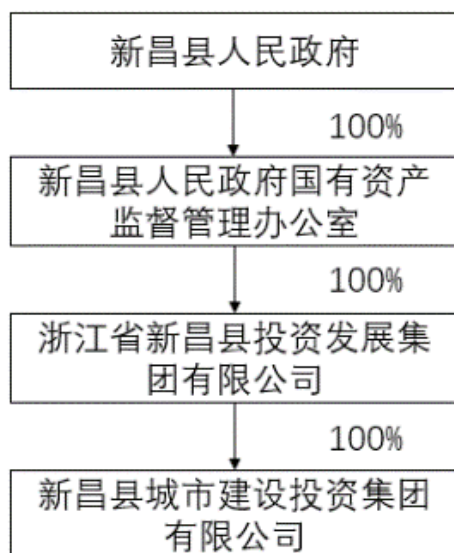 新昌县人民政府
100%
新昌县人民政府国有资产
监督管理办公室
100%
浙江省新昌县投资发展集
团有限公司
100%
新昌县城市建设投资集团
有限公司